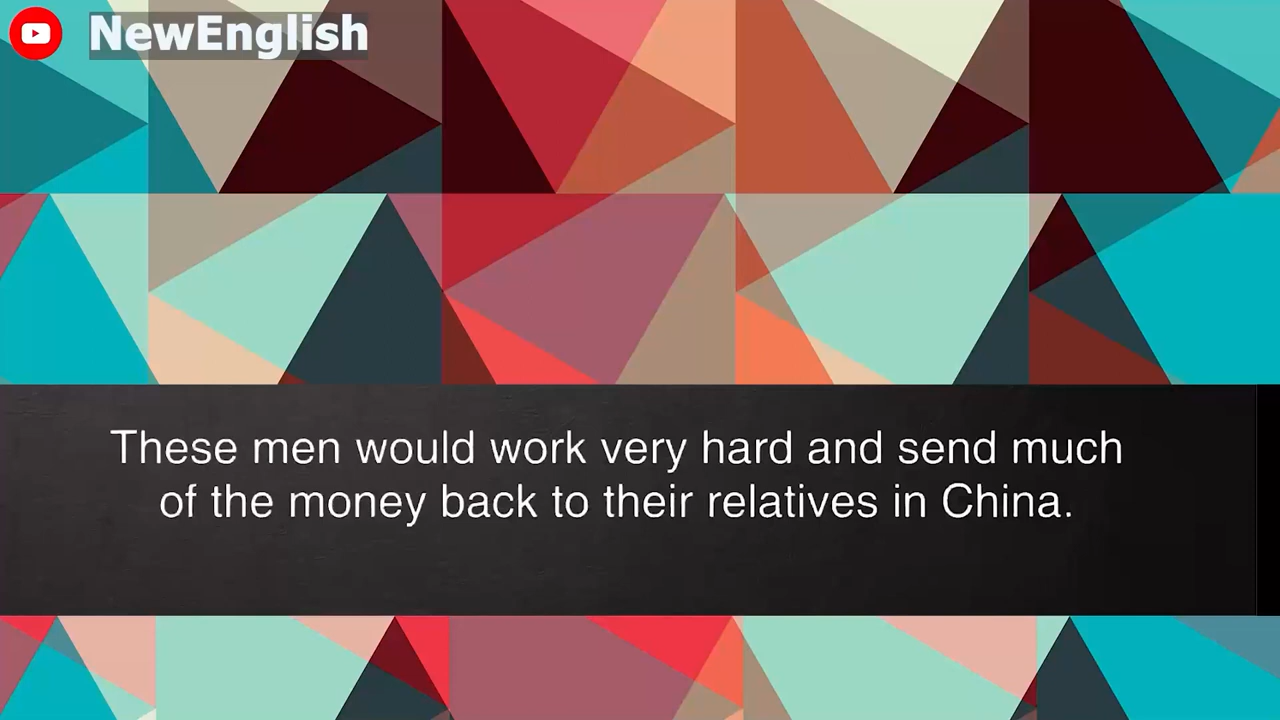 NewEnglish
These men would work very hard and send much
of the money back to their relatives in China.